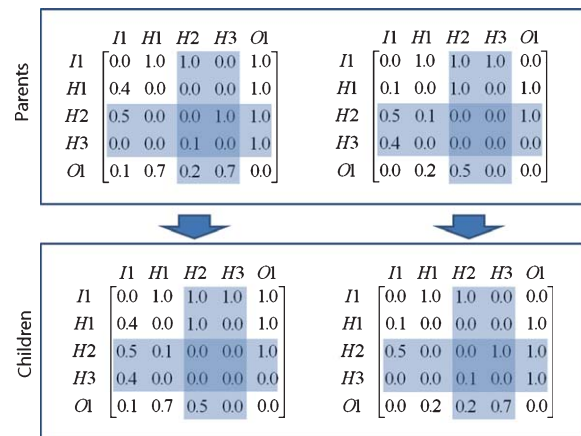 Parents
I1 H1 H2 H3 O1
I1 0.0 1.0 1.0 0.0 1.0
H1 0.4 0.0 0.0 0.0 1.0
H2 0.5 0.0 0.0 1.0 1.0
H3 0.0 0.0 0.1 0.0 1.0
O1 0.1 0.7 0.2 0.7 0.0
I1 H1 H2 H3 O1
I1 0.0 1.0 1.0 1.0 1.0
H1 0.1 0.0 1.0 0.0 1.0
H2 0.5 0.1 0.0 0.0 1.0
H3 0.4 0.0 0.0 0.0 0.0
O1 0.0 0.2 0.5 0.0 0.0
Children
I1 H1 H2 H3 O1
I1 0.0 1.0 1.0 1.0 1.0
H1 0.4 0.0 1.0 0.0 1.0
H2 0.5 0.1 0.0 0.0 1.0
H3 0.4 0.0 0.0 0.0 0.0
O1 0.1 0.7 0.5 0.0 0.0
I1 H1 H2 H3 O1
I1 0.0 1.0 1.0 0.0 0.0
H1 0.1 0.0 0.0 0.0 1.0
H2 0.5 0.0 0.0 1.0 1.0
H3 0.0 0.0 0.1 0.0 1.0
O1 0.0 0.2 0.2 0.7 0.0